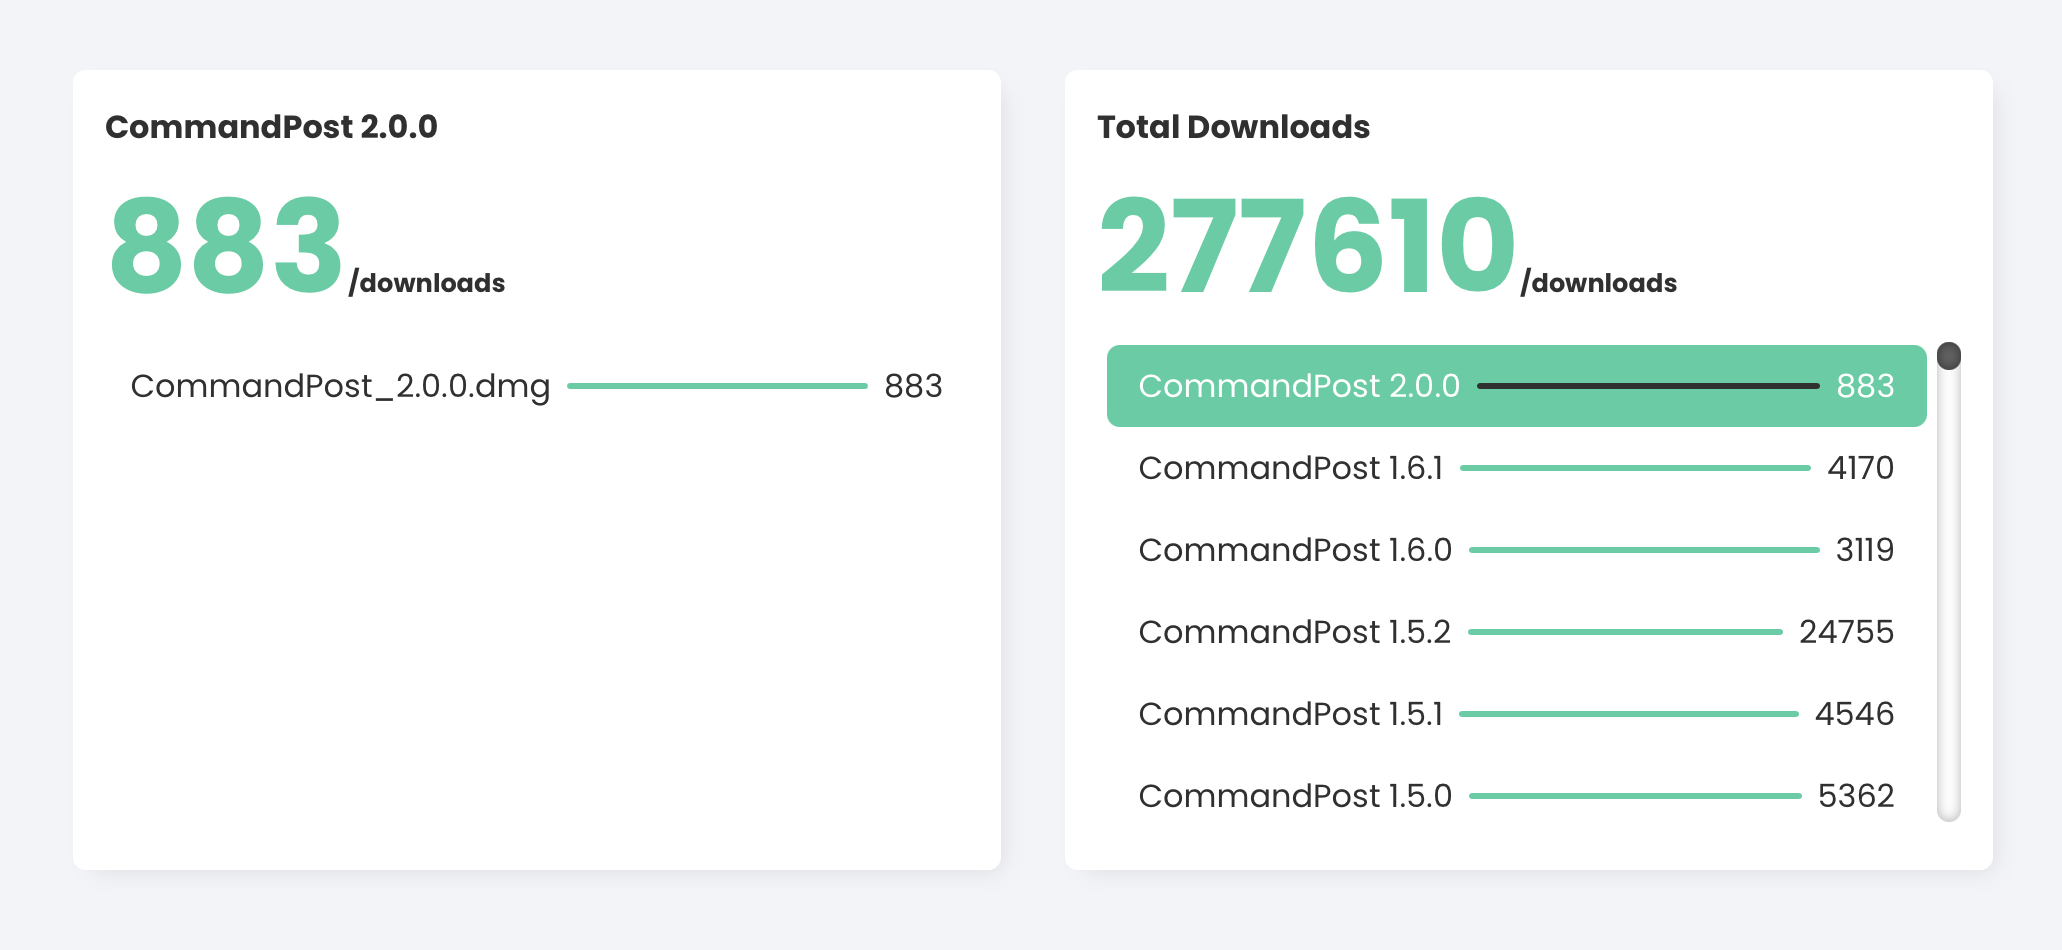 CommandPost 2.0.0
883/downloads
CommandPost_2.0.0.dmg 883
Total Downloads
277610/downloads
CommandPost 2.0.0 883
CommandPost 1.6.1 4170
CommandPost 1.6.0 3119
CommandPost 1.5.2 24755
CommandPost 1.5.1 4546
CommandPost 1.5.0 5362